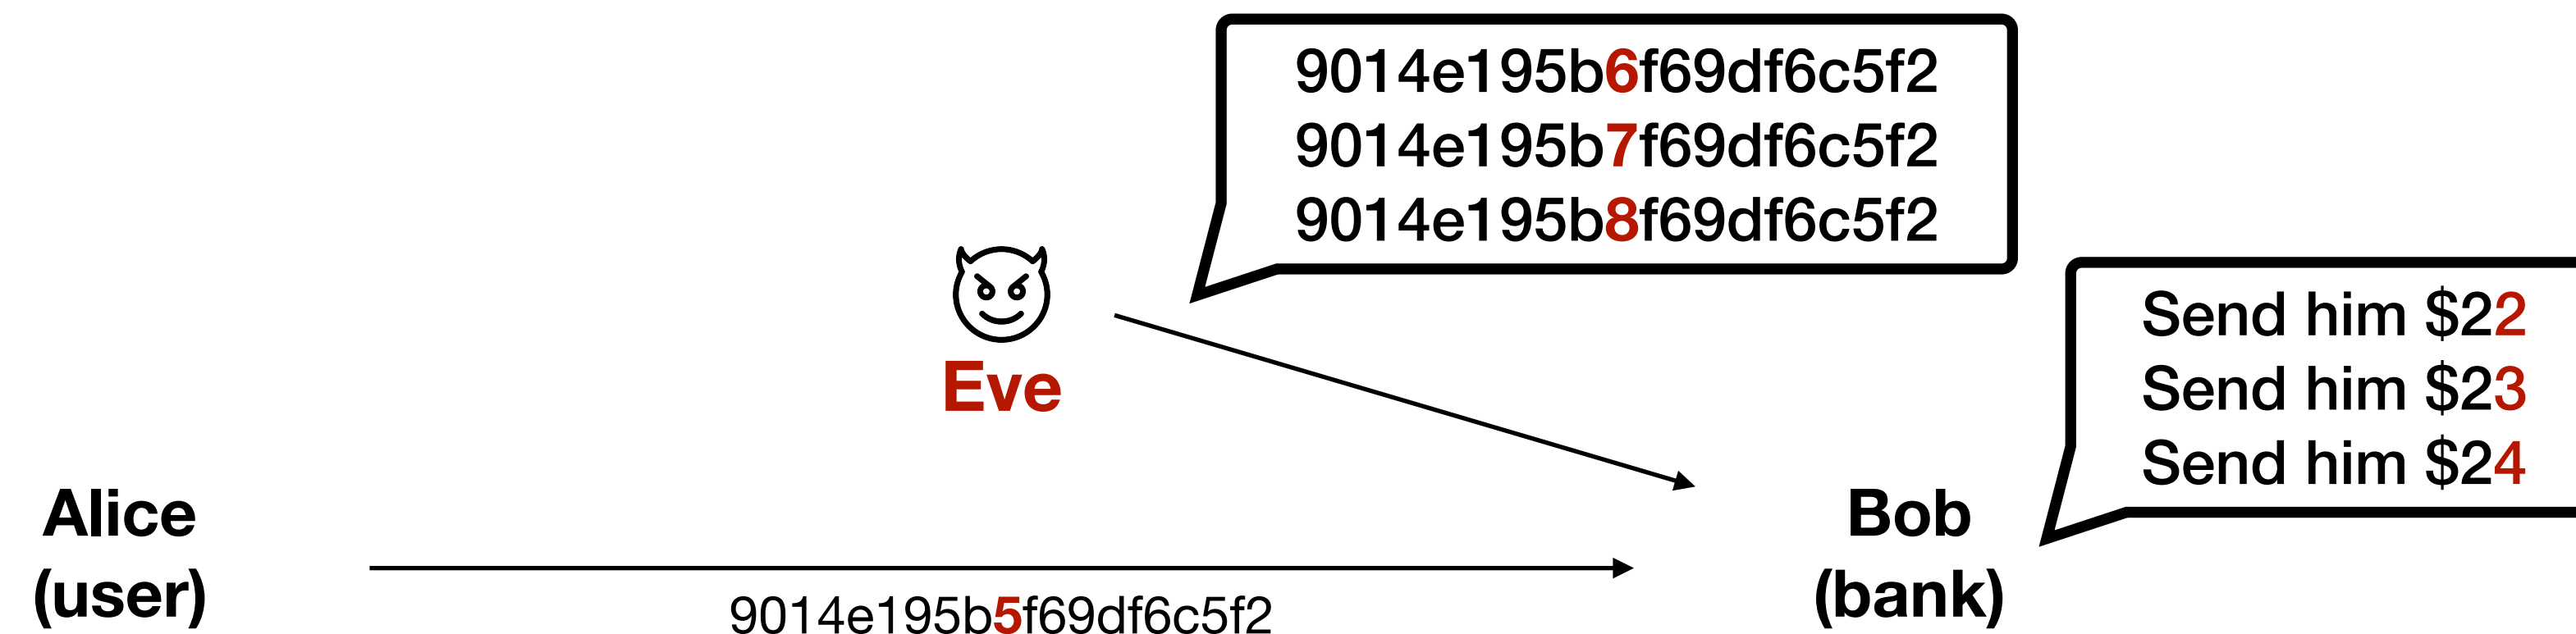 9014e195b6f69df6c5f2
9014e195b7f69df6c5f2
9014e195b8f69df6c5f2
Eve
Send him $22
Send him $23
Send him $24
Alice
(user)
9014e195b5f69df6c5f2
Bob
(bank)